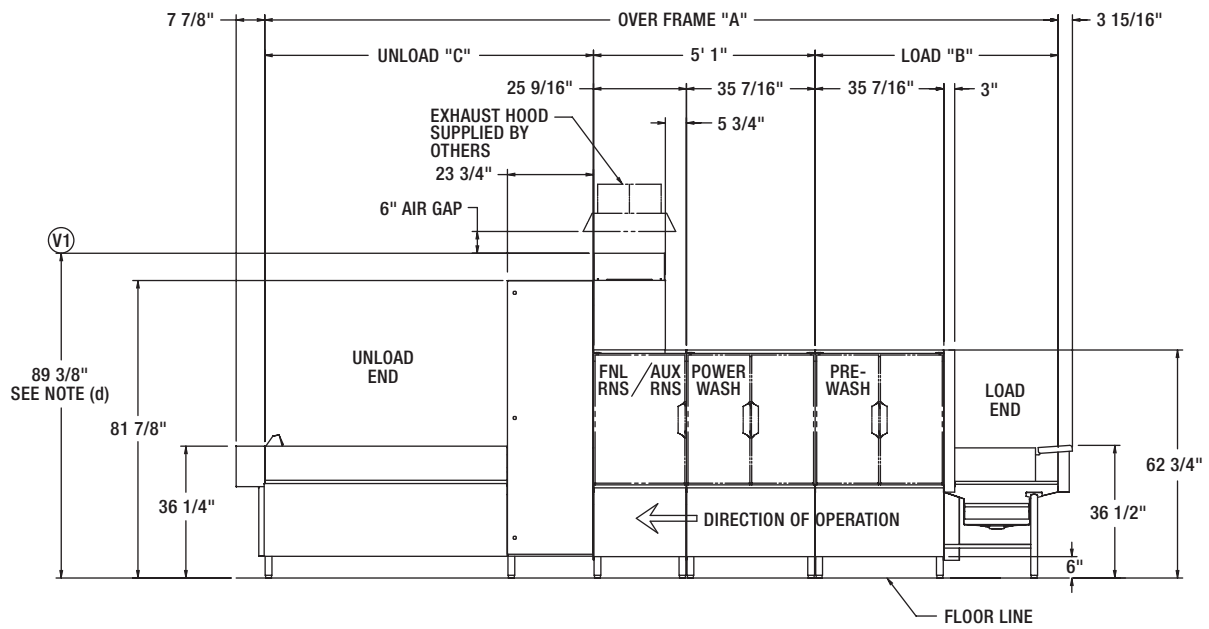 7 7/8"
OVER FRAME "A"
3 15/16"
UNLOAD "C"
5' 1"
LOAD "B"
25 9/16"
35 7/16"
35 7/16"
3"
EXHAUST HOOD
SUPPLIED BY
OTHERS
5 3/4"
23 3/4"
6" AIR GAP
V1
UNLOAD
END
89 3/8"
SEE NOTE (d)
FNL
RNS
/
AUX
RNS
POWER
WASH
PRE-
WASH
LOAD
END
81 7/8"
62 3/4"
36 1/4"
DIRECTION OF OPERATION
36 1/2"
6"
FLOOR LINE